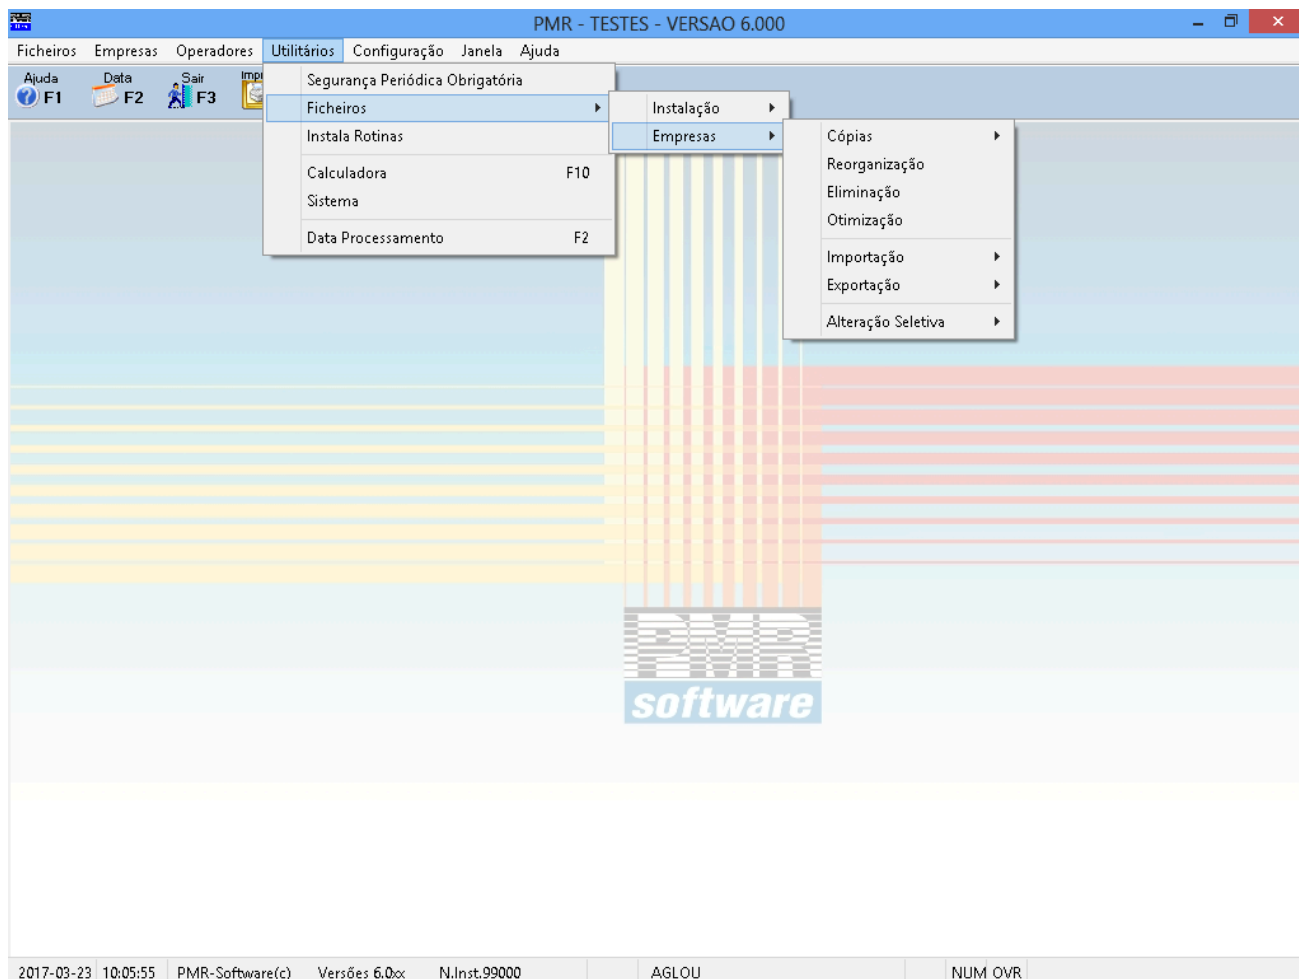 PMR - TESTES - VERSAO 6.000
Ficheiros Empresas Operadores Utilitários Configuração Janela Ajuda
Ajuda F1 Data F2 Sair F3
Segurança Periódica Obrigatória
Ficheiros
Instala Rotinas
Calculadora F10
Sistema
Data Processamento F2
Instalação
Empresas
Cópias
Reorganização
Eliminação
Otimização
Importação
Exportação
Alteração Seletiva
PMR
software
2017-03-23 10:05:55 PMR-Software(c) Versões 6.0xx N.Inst.99000 AGLOU NUM OVR